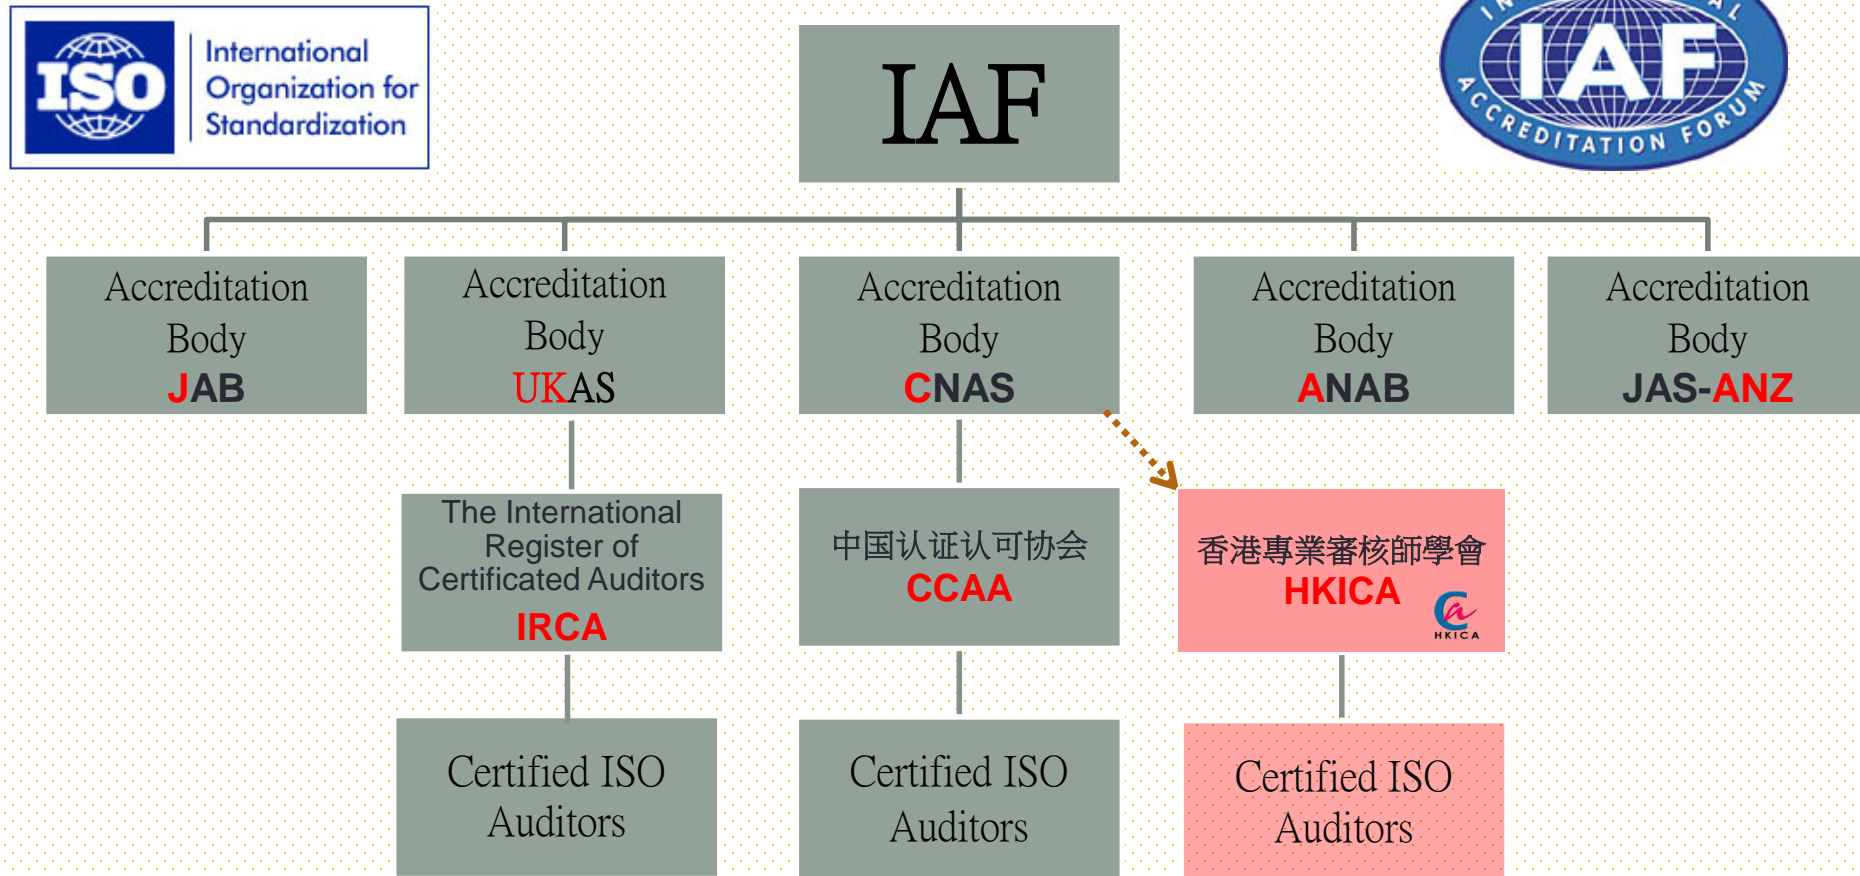 ISO
International
Organization for
Standardization
IAF
IAF
ACCREDITATION FORUM
Accreditation
Body
JAB
Accreditation
Body
UKAS
Accreditation
Body
CNAS
Accreditation
Body
ANAB
Accreditation
Body
JAS-ANZ
The International
Register of
Certificated Auditors
IRCA
中国认证认可协会
CCAA
香港專業審核師學會
HKICA
Ca
HKICA
Certified ISO
Auditors
Certified ISO
Auditors
Certified ISO
Auditors